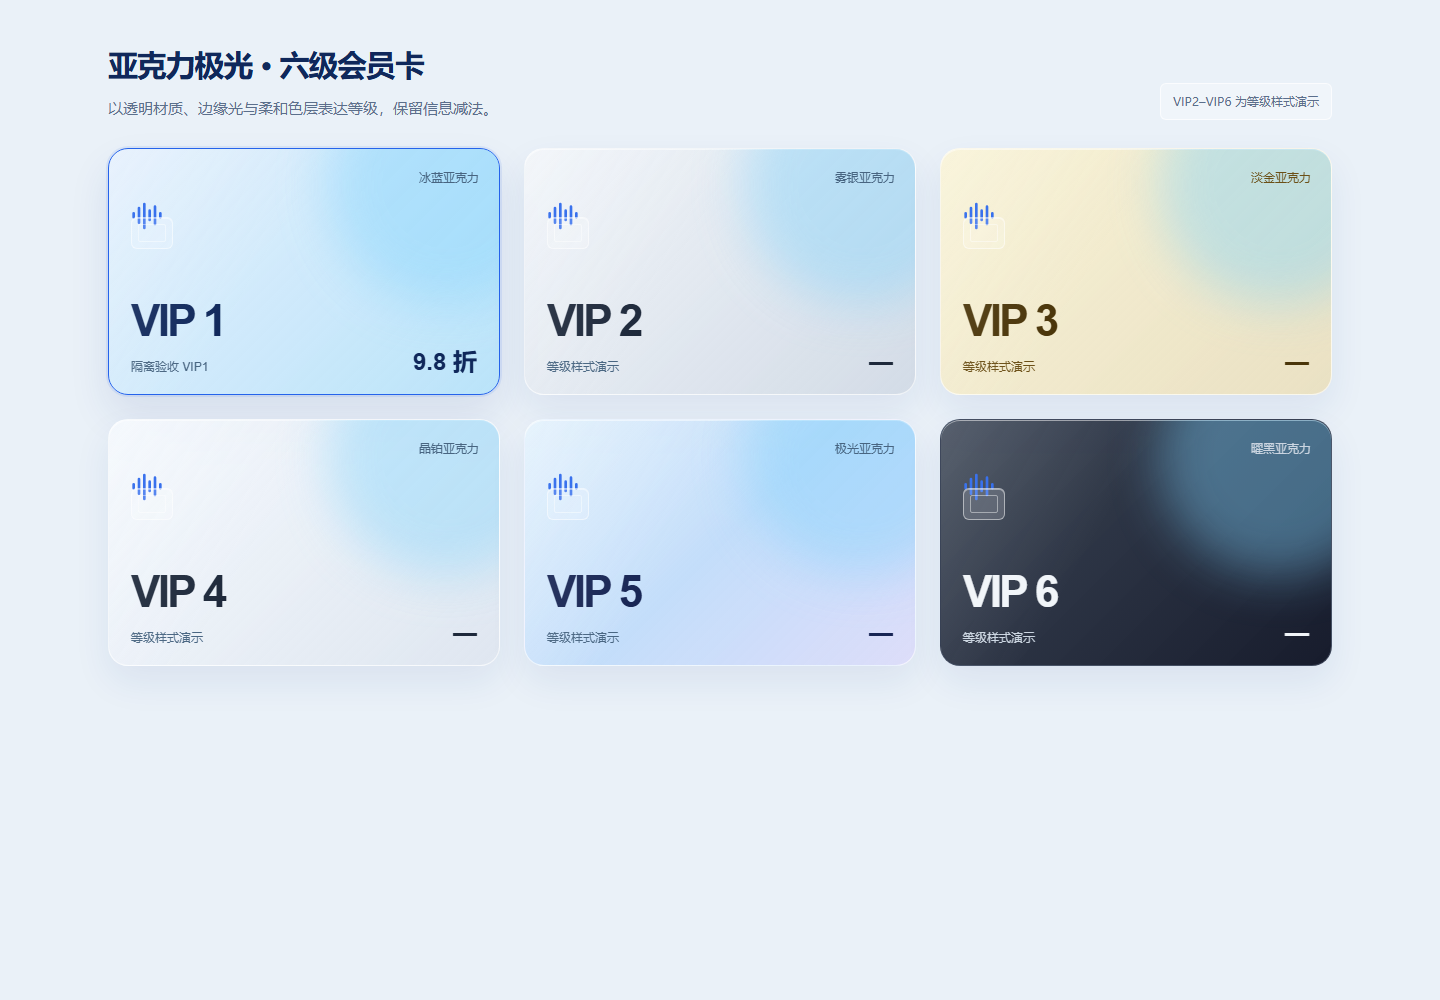 亚克力极光 • 六级会员卡
以透明材质、边缘光与柔和色层表达等级，保留信息减法。
VIP2–VIP6 为等级样式演示
冰蓝亚克力
VIP 1
隔离验收 VIP1
9.8 折
雾银亚克力
VIP 2
等级样式演示
—
淡金亚克力
VIP 3
等级样式演示
—
晶铂亚克力
VIP 4
等级样式演示
—
极光亚克力
VIP 5
等级样式演示
—
曜黑亚克力
VIP 6
等级样式演示
—